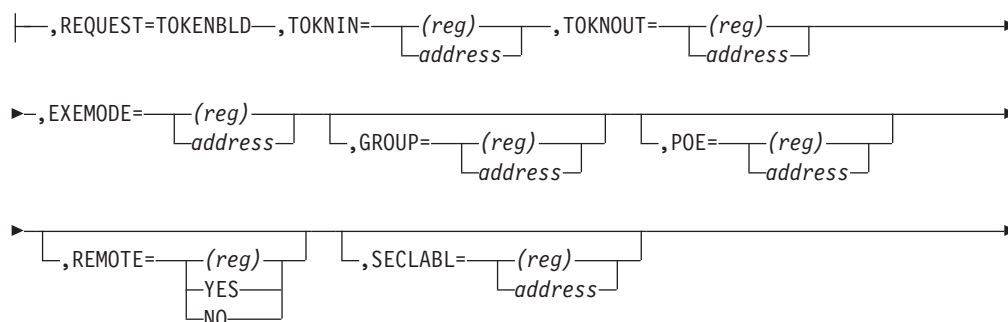 ,REQUEST=TOKENBLD ,TOKNIN= (reg) ,TOKNOUT= (reg)
address address
,EXEMODE= (reg) ,GROUP= (reg) ,POE= (reg)
address address address
,REMOTE= (reg) ,SECLABL= (reg)
YES address
NO